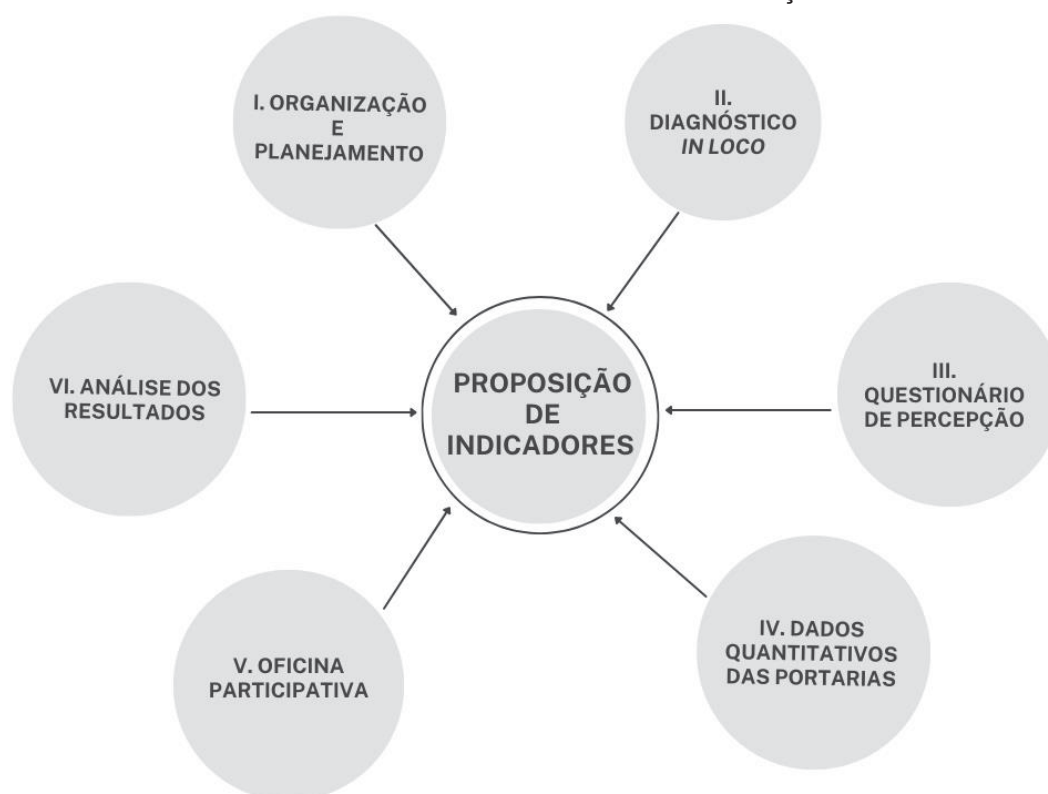 I. ORGANIZAÇÃO
E
PLANEJAMENTO
II.
DIAGNÓSTICO
IN LOCO
III.
QUESTIONÁRIO
DE PERCEPÇÃO
IV. DADOS
QUANTITATIVOS
DAS PORTARIAS
V. OFICINA
PARTICIPATIVA
VI. ANÁLISE DOS
RESULTADOS
PROPOSIÇÃO
DE
INDICADORES